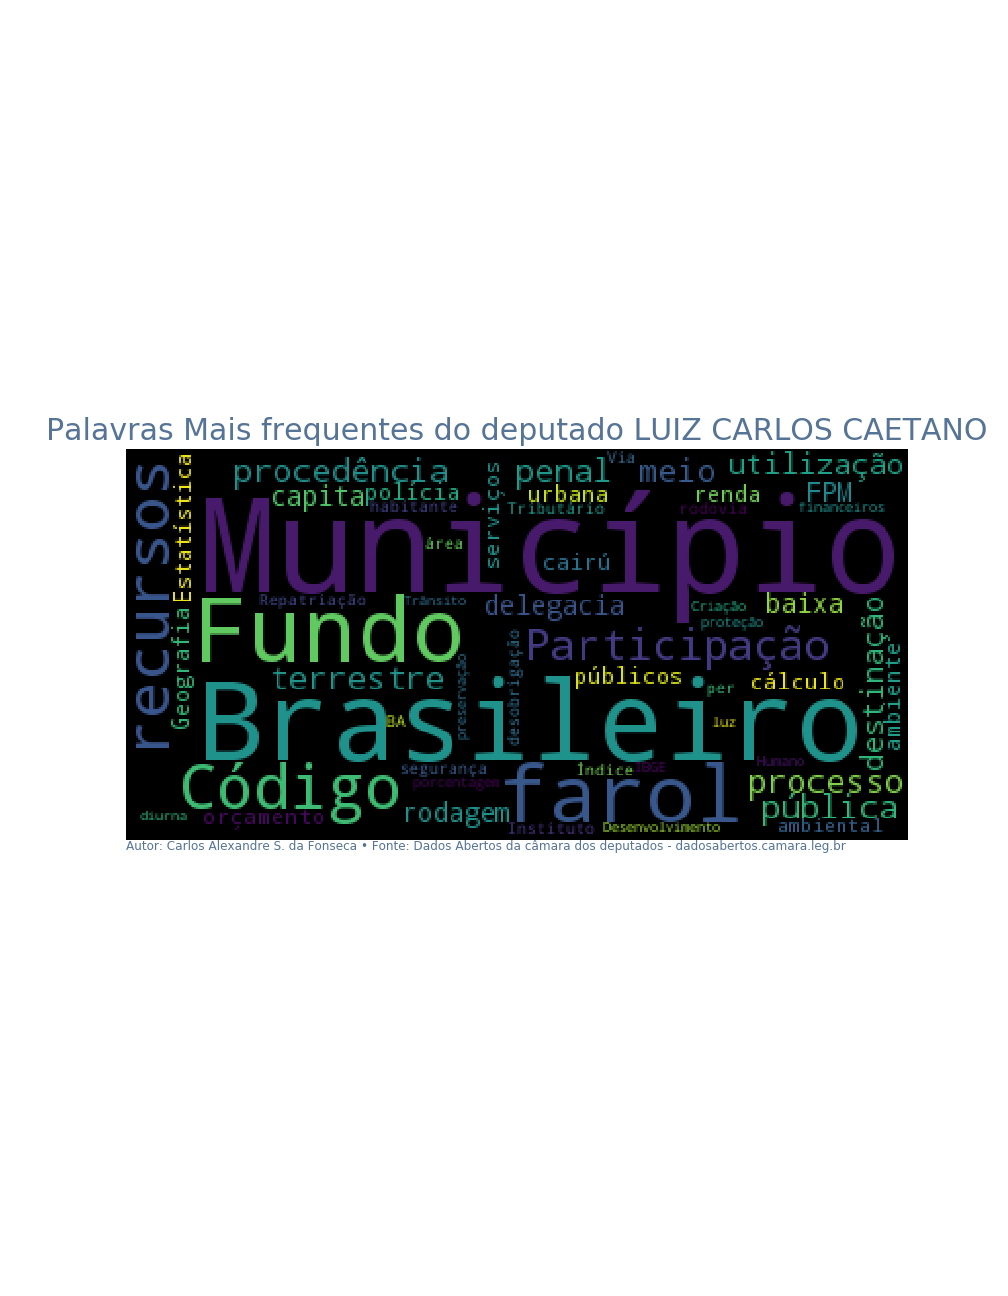 Palavras Mais frequentes do deputado LUIZ CARLOS CAETANO
recursos
Estatística
procedência
serviços
penal
Via
meio
utilização
capita
polícia
habitante
urbana
Tributário
renda
rodovia
FPM
financeiros
Município
área
cairú
Geografia
Fundo
Repatriação
Trânsito
delegacia
Criação
proteção
baixa
destinação
ambiente
Participação
terrestre
preservação
desobrigação
públicos
per
cálculo
Brasileiro
BA
luz
Código
segurança
porcentagem
farol
Índice
IBGE
Humano
processo
pública
diurna
orçamento
rodagem
Instituto
Desenvolvimento
ambiental
Autor: Carlos Alexandre S. da Fonseca • Fonte: Dados Abertos da câmara dos deputados - dadosabertos.camara.leg.br